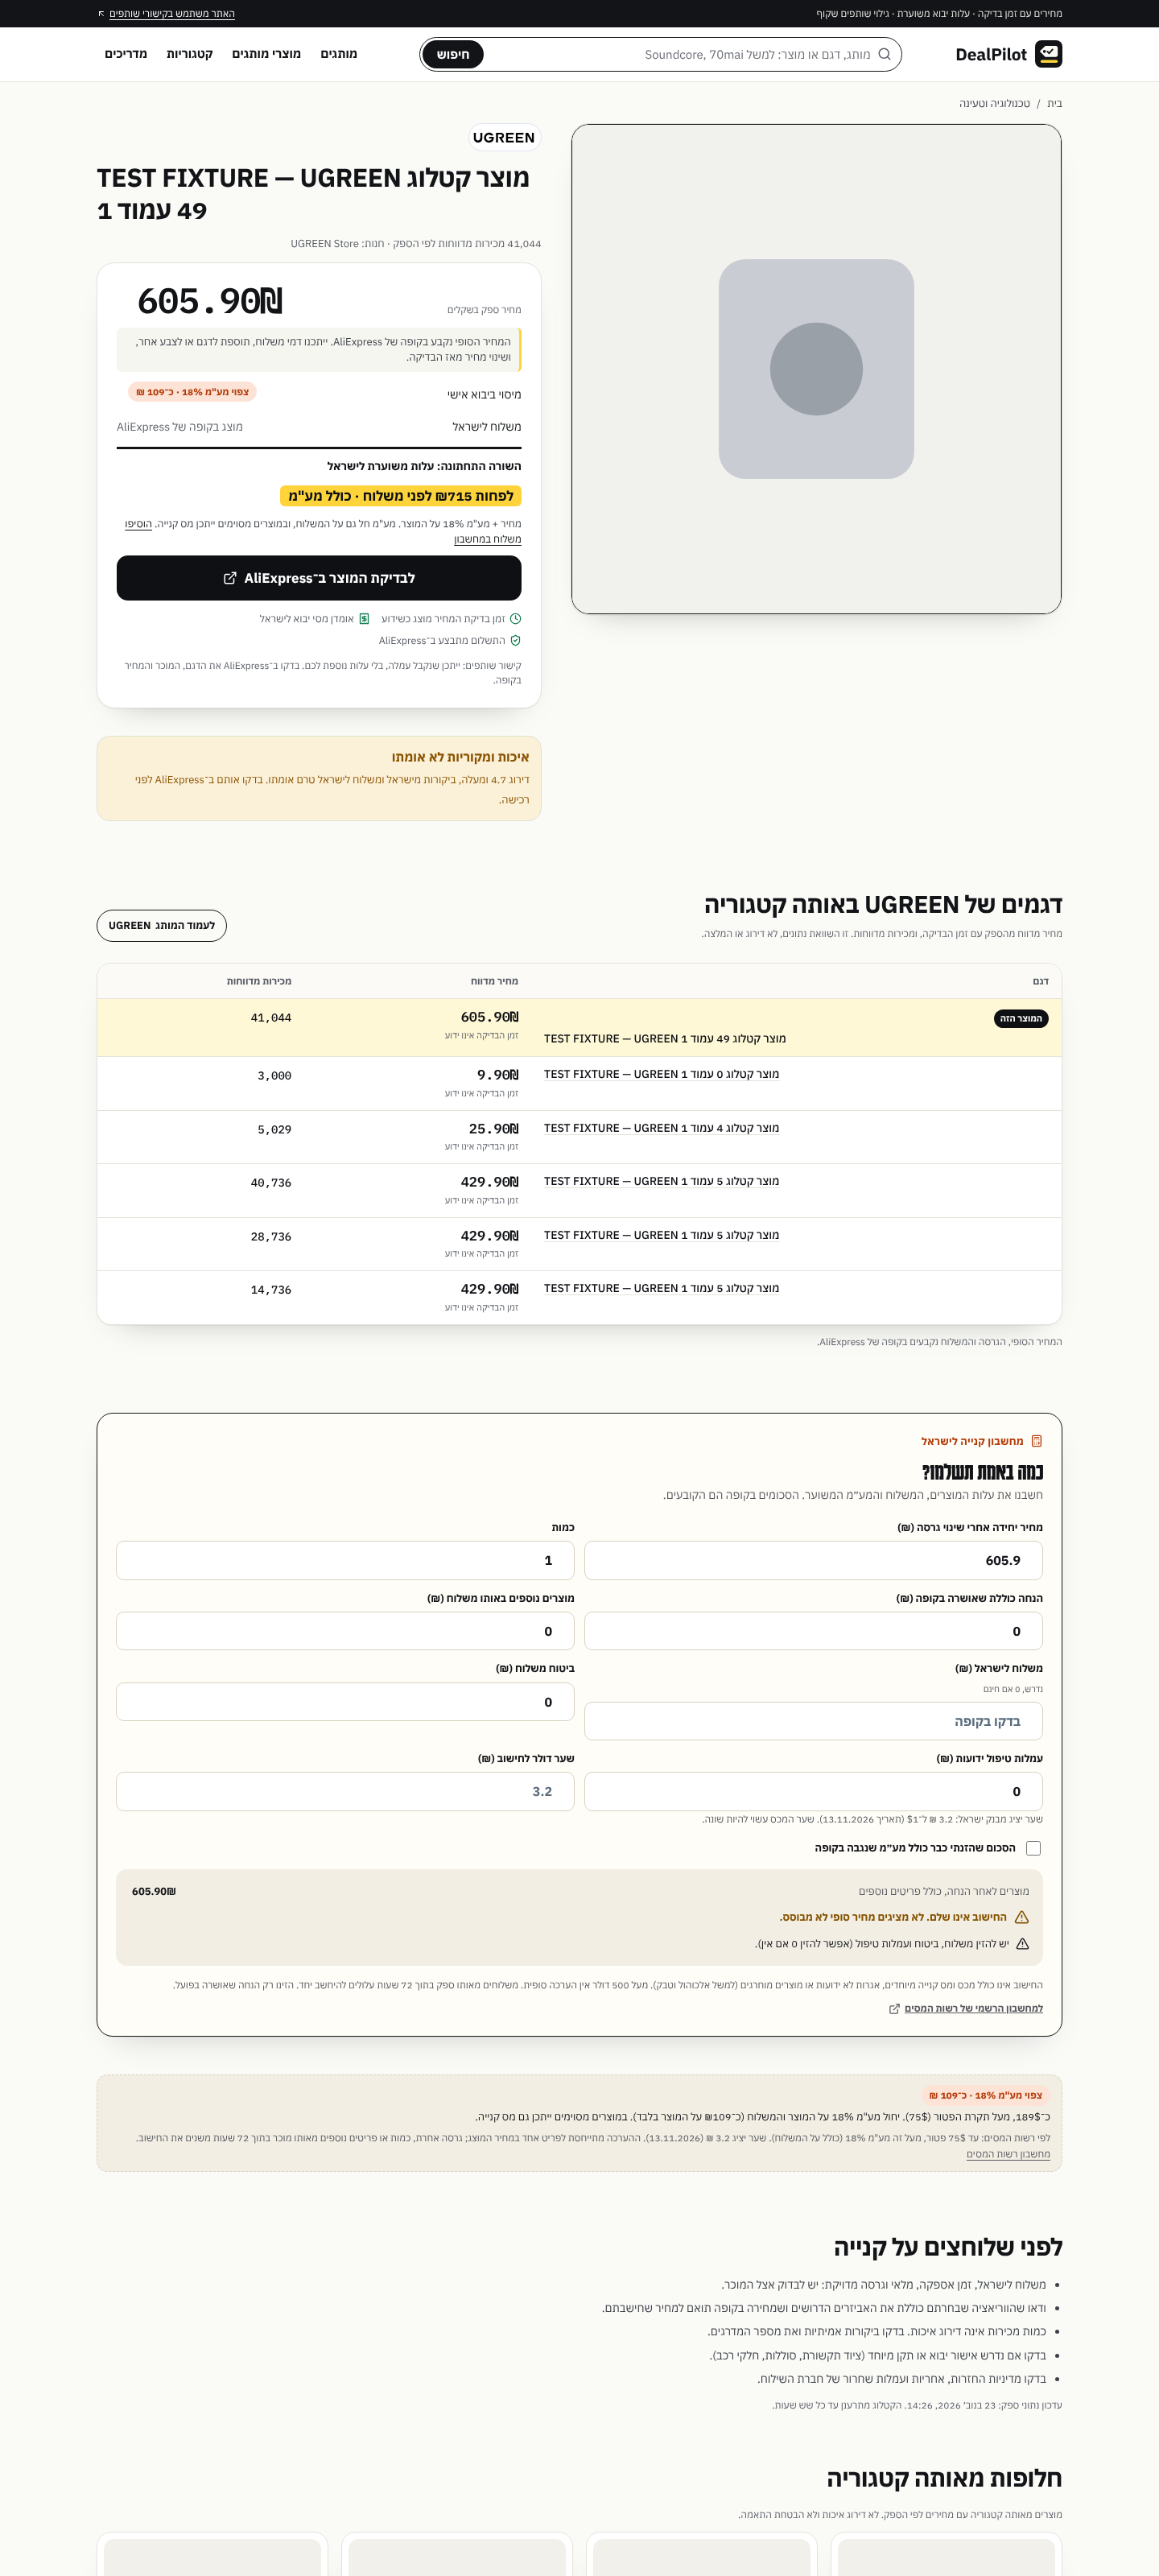 מחירים עם זמן בדיקה · עלות יבוא משוערת · גילוי שותפים שקוף
האתר משתמש בקישורי שותפים
DealPilot
מותג, דגם או מוצר: למשל Soundcore, 70mai
חיפוש
מותגים
מוצרי מותגים
קטגוריות
מדריכים
בית / טכנולוגיה וטעינה
UGREEN
TEST FIXTURE — UGREEN מוצר קטלוג
49 עמוד 1
41,044 מכירות מדווחות לפי הספק · חנות: UGREEN Store
מחיר ספק בשקלים
605.90₪
המחיר הסופי נקבע בקופה של AliExpress. ייתכנו דמי משלוח, תוספת לדגם או לצבע אחר,
ושינוי מחיר מאז הבדיקה.
מיסוי ביבוא אישי
צפוי מע"מ 18% · כ־109 ₪
משלוח לישראל
מוצג בקופה של AliExpress
השורה התחתונה: עלות משוערת לישראל
לפחות ₪715 לפני משלוח · כולל מע"מ
מחיר + מע"מ 18% על המוצר. מע"מ חל גם על המשלוח, ובמוצרים מסוימים ייתכן מס קנייה. הוסיפו
משלוח במחשבון
לבדיקת המוצר ב־AliExpress
זמן בדיקת המחיר מוצג כשידוע
אומדן מסי יבוא לישראל
התשלום מתבצע ב־AliExpress
קישור שותפים: ייתכן שנקבל עמלה, בלי עלות נוספת לכם. בדקו ב־AliExpress את הדגם, המוכר והמחיר
בקופה.
איכות ומקוריות לא אומתו
דירוג 4.7 ומעלה, ביקורות מישראל ומשלוח לישראל טרם אומתו. בדקו אותם ב־AliExpress לפני
רכישה.
דגמים של UGREEN באותה קטגוריה
מחיר מדווח מהספק עם זמן הבדיקה, ומכירות מדווחות. זו השוואת נתונים, לא דירוג או המלצה.
לעמוד המותג UGREEN
דגם
מחיר מדווח
מכירות מדווחות
המוצר הזה
TEST FIXTURE — UGREEN מוצר קטלוג 49 עמוד 1
605.90₪
זמן הבדיקה אינו ידוע
41,044
TEST FIXTURE — UGREEN מוצר קטלוג 0 עמוד 1
9.90₪
זמן הבדיקה אינו ידוע
3,000
TEST FIXTURE — UGREEN מוצר קטלוג 4 עמוד 1
25.90₪
זמן הבדיקה אינו ידוע
5,029
TEST FIXTURE — UGREEN מוצר קטלוג 5 עמוד 1
429.90₪
זמן הבדיקה אינו ידוע
40,736
TEST FIXTURE — UGREEN מוצר קטלוג 5 עמוד 1
429.90₪
זמן הבדיקה אינו ידוע
28,736
TEST FIXTURE — UGREEN מוצר קטלוג 5 עמוד 1
429.90₪
זמן הבדיקה אינו ידוע
14,736
המחיר הסופי, הגרסה והמשלוח נקבעים בקופה של AliExpress.
מחשבון קנייה לישראל
כמה באמת תשלמו?
חשבנו את עלות המוצרים, המשלוח והמע״מ המשוער. הסכומים בקופה הם הקובעים.
מחיר יחידה אחרי שינוי גרסה (₪)
605.9
כמות
1
הנחה כוללת שאושרה בקופה (₪)
0
מוצרים נוספים באותו משלוח (₪)
0
משלוח לישראל (₪)
נדרש, 0 אם חינם
בדקו בקופה
ביטוח משלוח (₪)
0
עמלות טיפול ידועות (₪)
0
שער דולר לחישוב (₪)
3.2
שער יציג מבנק ישראל: 3.2 ₪ ל־1$ (תאריך 13.11.2026). שער המכס עשוי להיות שונה.
הסכום שהזנתי כבר כולל מע״מ שנגבה בקופה
מוצרים לאחר הנחה, כולל פריטים נוספים
605.90₪
החישוב אינו שלם. לא מציגים מחיר סופי לא מבוסס.
יש להזין משלוח, ביטוח ועמלות טיפול (אפשר להזין 0 אם אין).
החישוב אינו כולל מכס ומס קנייה מיוחדים, אגרות לא ידועות או מוצרים מוחרגים (למשל אלכוהול וטבק). מעל 500 דולר אין הערכה סופית. משלוחים מאותו ספק בתוך 72 שעות עלולים להיחשב יחד. הזינו רק הנחה שאושרה בפועל.
למחשבון הרשמי של רשות המסים
צפוי מע"מ 18% · כ־109 ₪
כ־189$, מעל תקרת הפטור (75$). יחול מע"מ 18% על המוצר והמשלוח (כ־109₪ על המוצר בלבד). במוצרים מסוימים ייתכן גם מס קנייה.
לפי רשות המסים: עד 75$ פטור, מעל זה מע"מ 18% (כולל על המשלוח). שער יציג 3.2 ₪ (13.11.2026). ההערכה מתייחסת לפריט אחד במחיר המוצג; גרסה אחרת, כמות או פריטים נוספים מאותו מוכר בתוך 72 שעות משנים את החישוב.
מחשבון רשות המסים
לפני שלוחצים על קנייה
• משלוח לישראל, זמן אספקה, מלאי וגרסה מדויקת: יש לבדוק אצל המוכר.
• ודאו שהווריאציה שבחרתם כוללת את האביזרים הדרושים ושמחירה בקופה תואם למחיר שחישבתם.
• כמות מכירות אינה דירוג איכות. בדקו ביקורות אמיתיות ואת מספר המדרגים.
• בדקו אם נדרש אישור יבוא או תקן מיוחד (ציוד תקשורת, סוללות, חלקי רכב).
• בדקו מדיניות החזרות, אחריות ועמלות שחרור של חברת השילוח.
עדכון נתוני ספק: 23 בנוב׳ 2026, 14:26. הקטלוג מתרענן עד כל שש שעות.
חלופות מאותה קטגוריה
מוצרים מאותה קטגוריה עם מחירים לפי הספק. לא דירוג איכות ולא הבטחת התאמה.